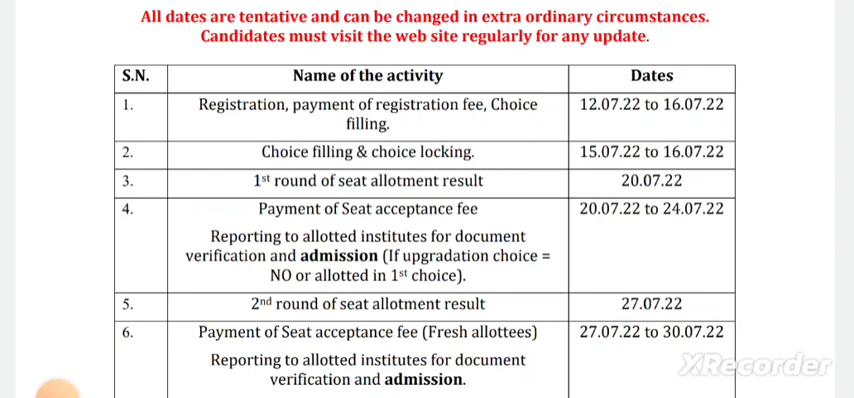 All dates are tentative and can be changed in extra ordinary circumstances.
Candidates must visit the web site regularly for any update.
S.N. Name of the activity Dates
1. Registration, payment of registration fee, Choice 12.07.22 to 16.07.22
filling.
2. Choice filling & choice locking. 15.07.22 to 16.07.22
3. 1st round of seat allotment result 20.07.22
4. Payment of Seat acceptance fee 20.07.22 to 24.07.22
Reporting to allotted institutes for document
verification and admission (If upgradation choice =
NO or allotted in 1st choice).
5. 2nd round of seat allotment result 27.07.22
6. Payment of Seat acceptance fee (Fresh allottees) 27.07.22 to 30.07.22
Reporting to allotted institutes for document
verification and admission.
XRecorder